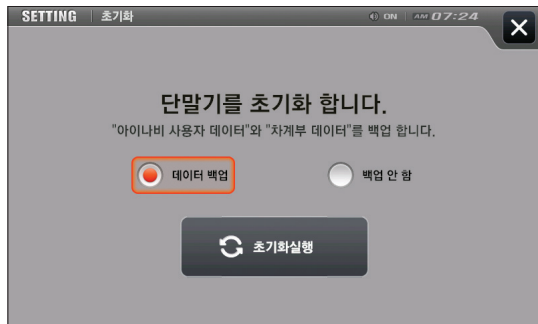 SETTING 초기화 ON AM 07:24
단말기를 초기화 합니다.
"아이나비 사용자 데이터"와 "차계부 데이터"를 백업 합니다.
데이터 백업 백업 안 함
초기화실행